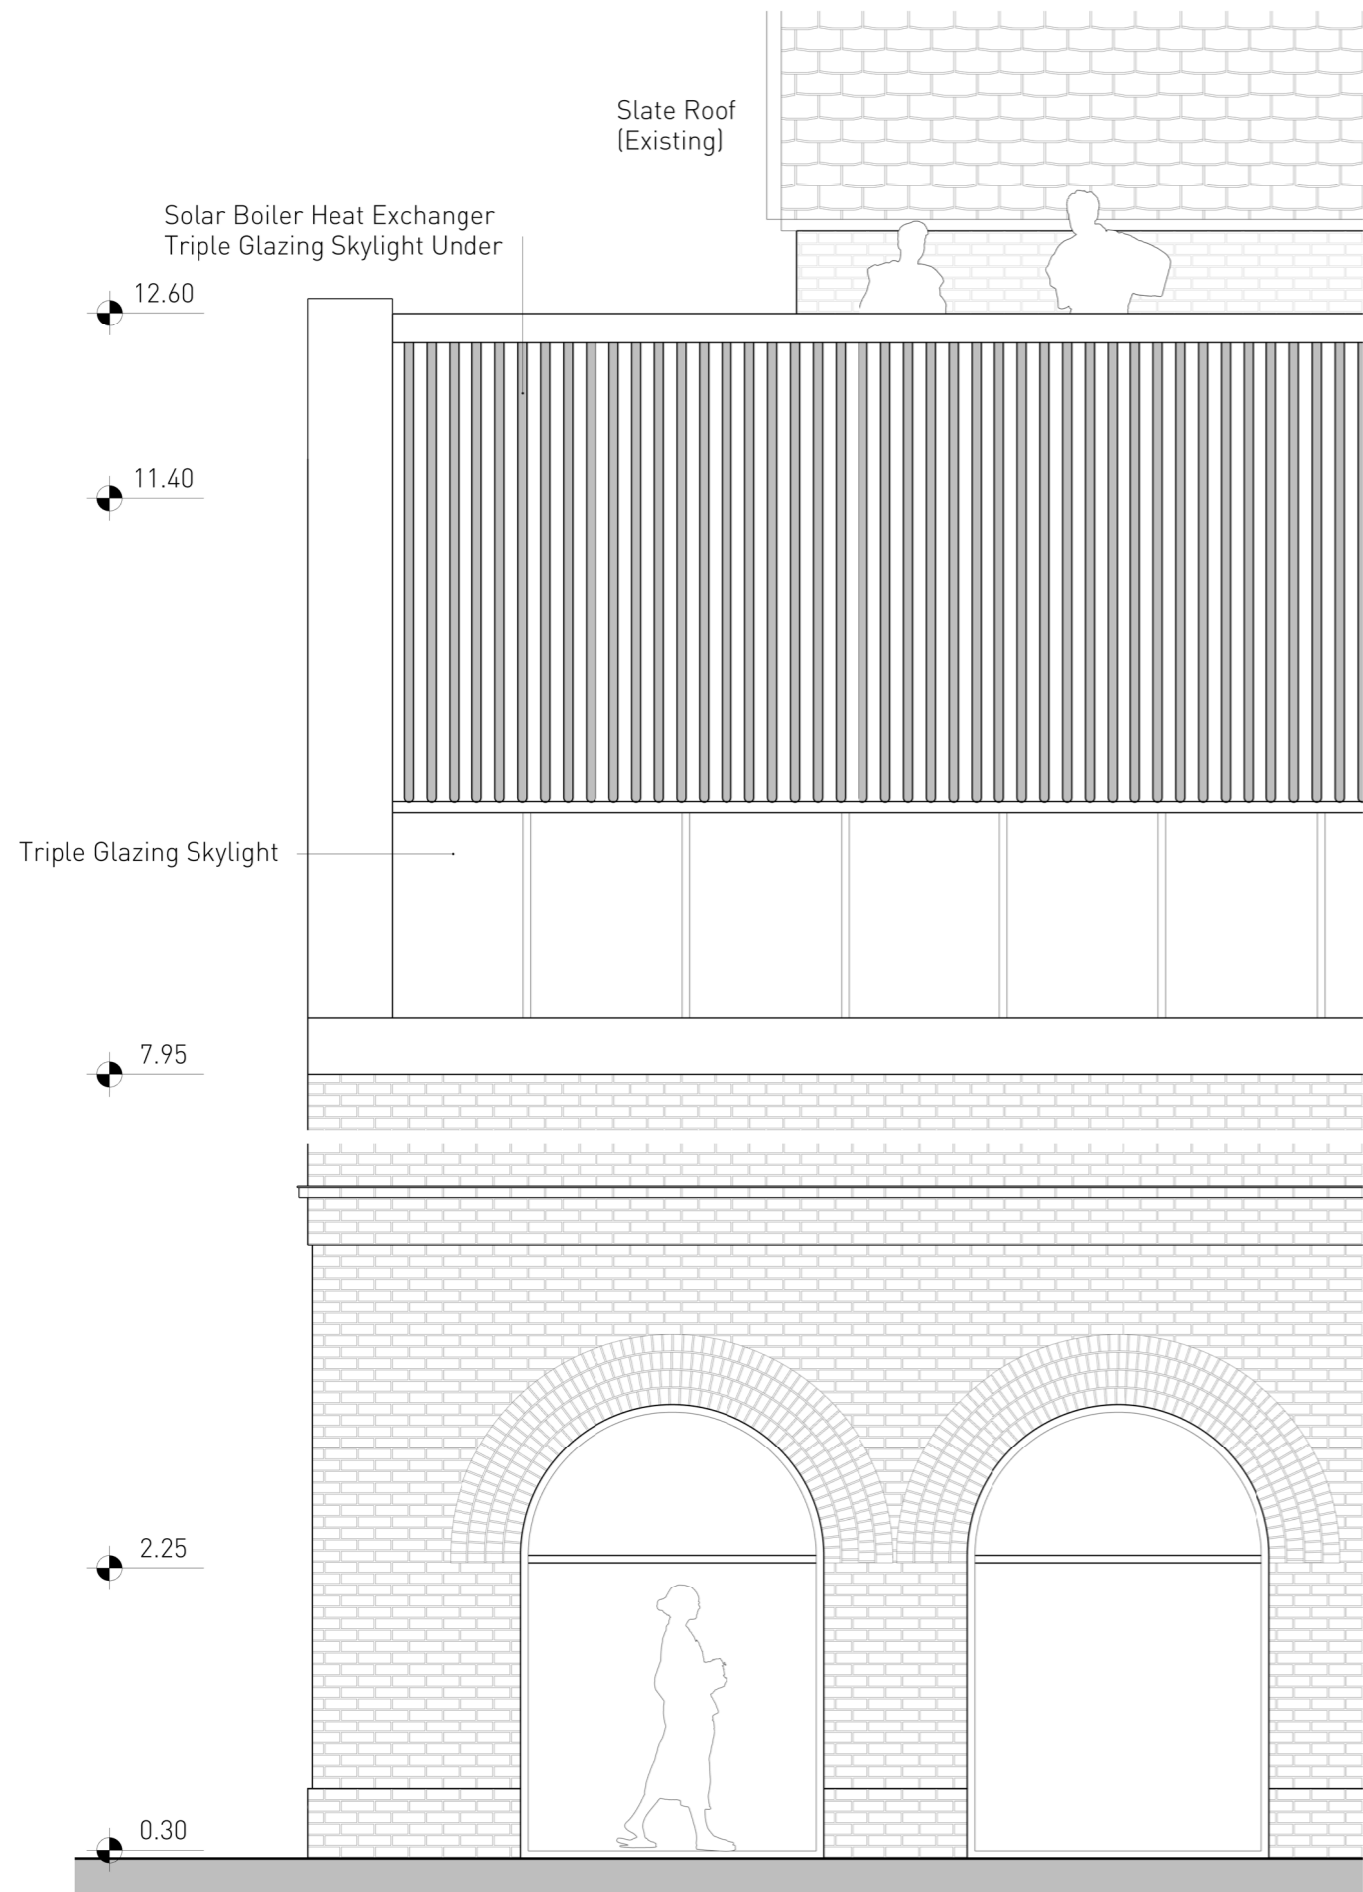 Slate Roof
(Existing)
Solar Boiler Heat Exchanger
Triple Glazing Skylight Under
12.60
11.40
Triple Glazing Skylight
7.95
2.25
0.30